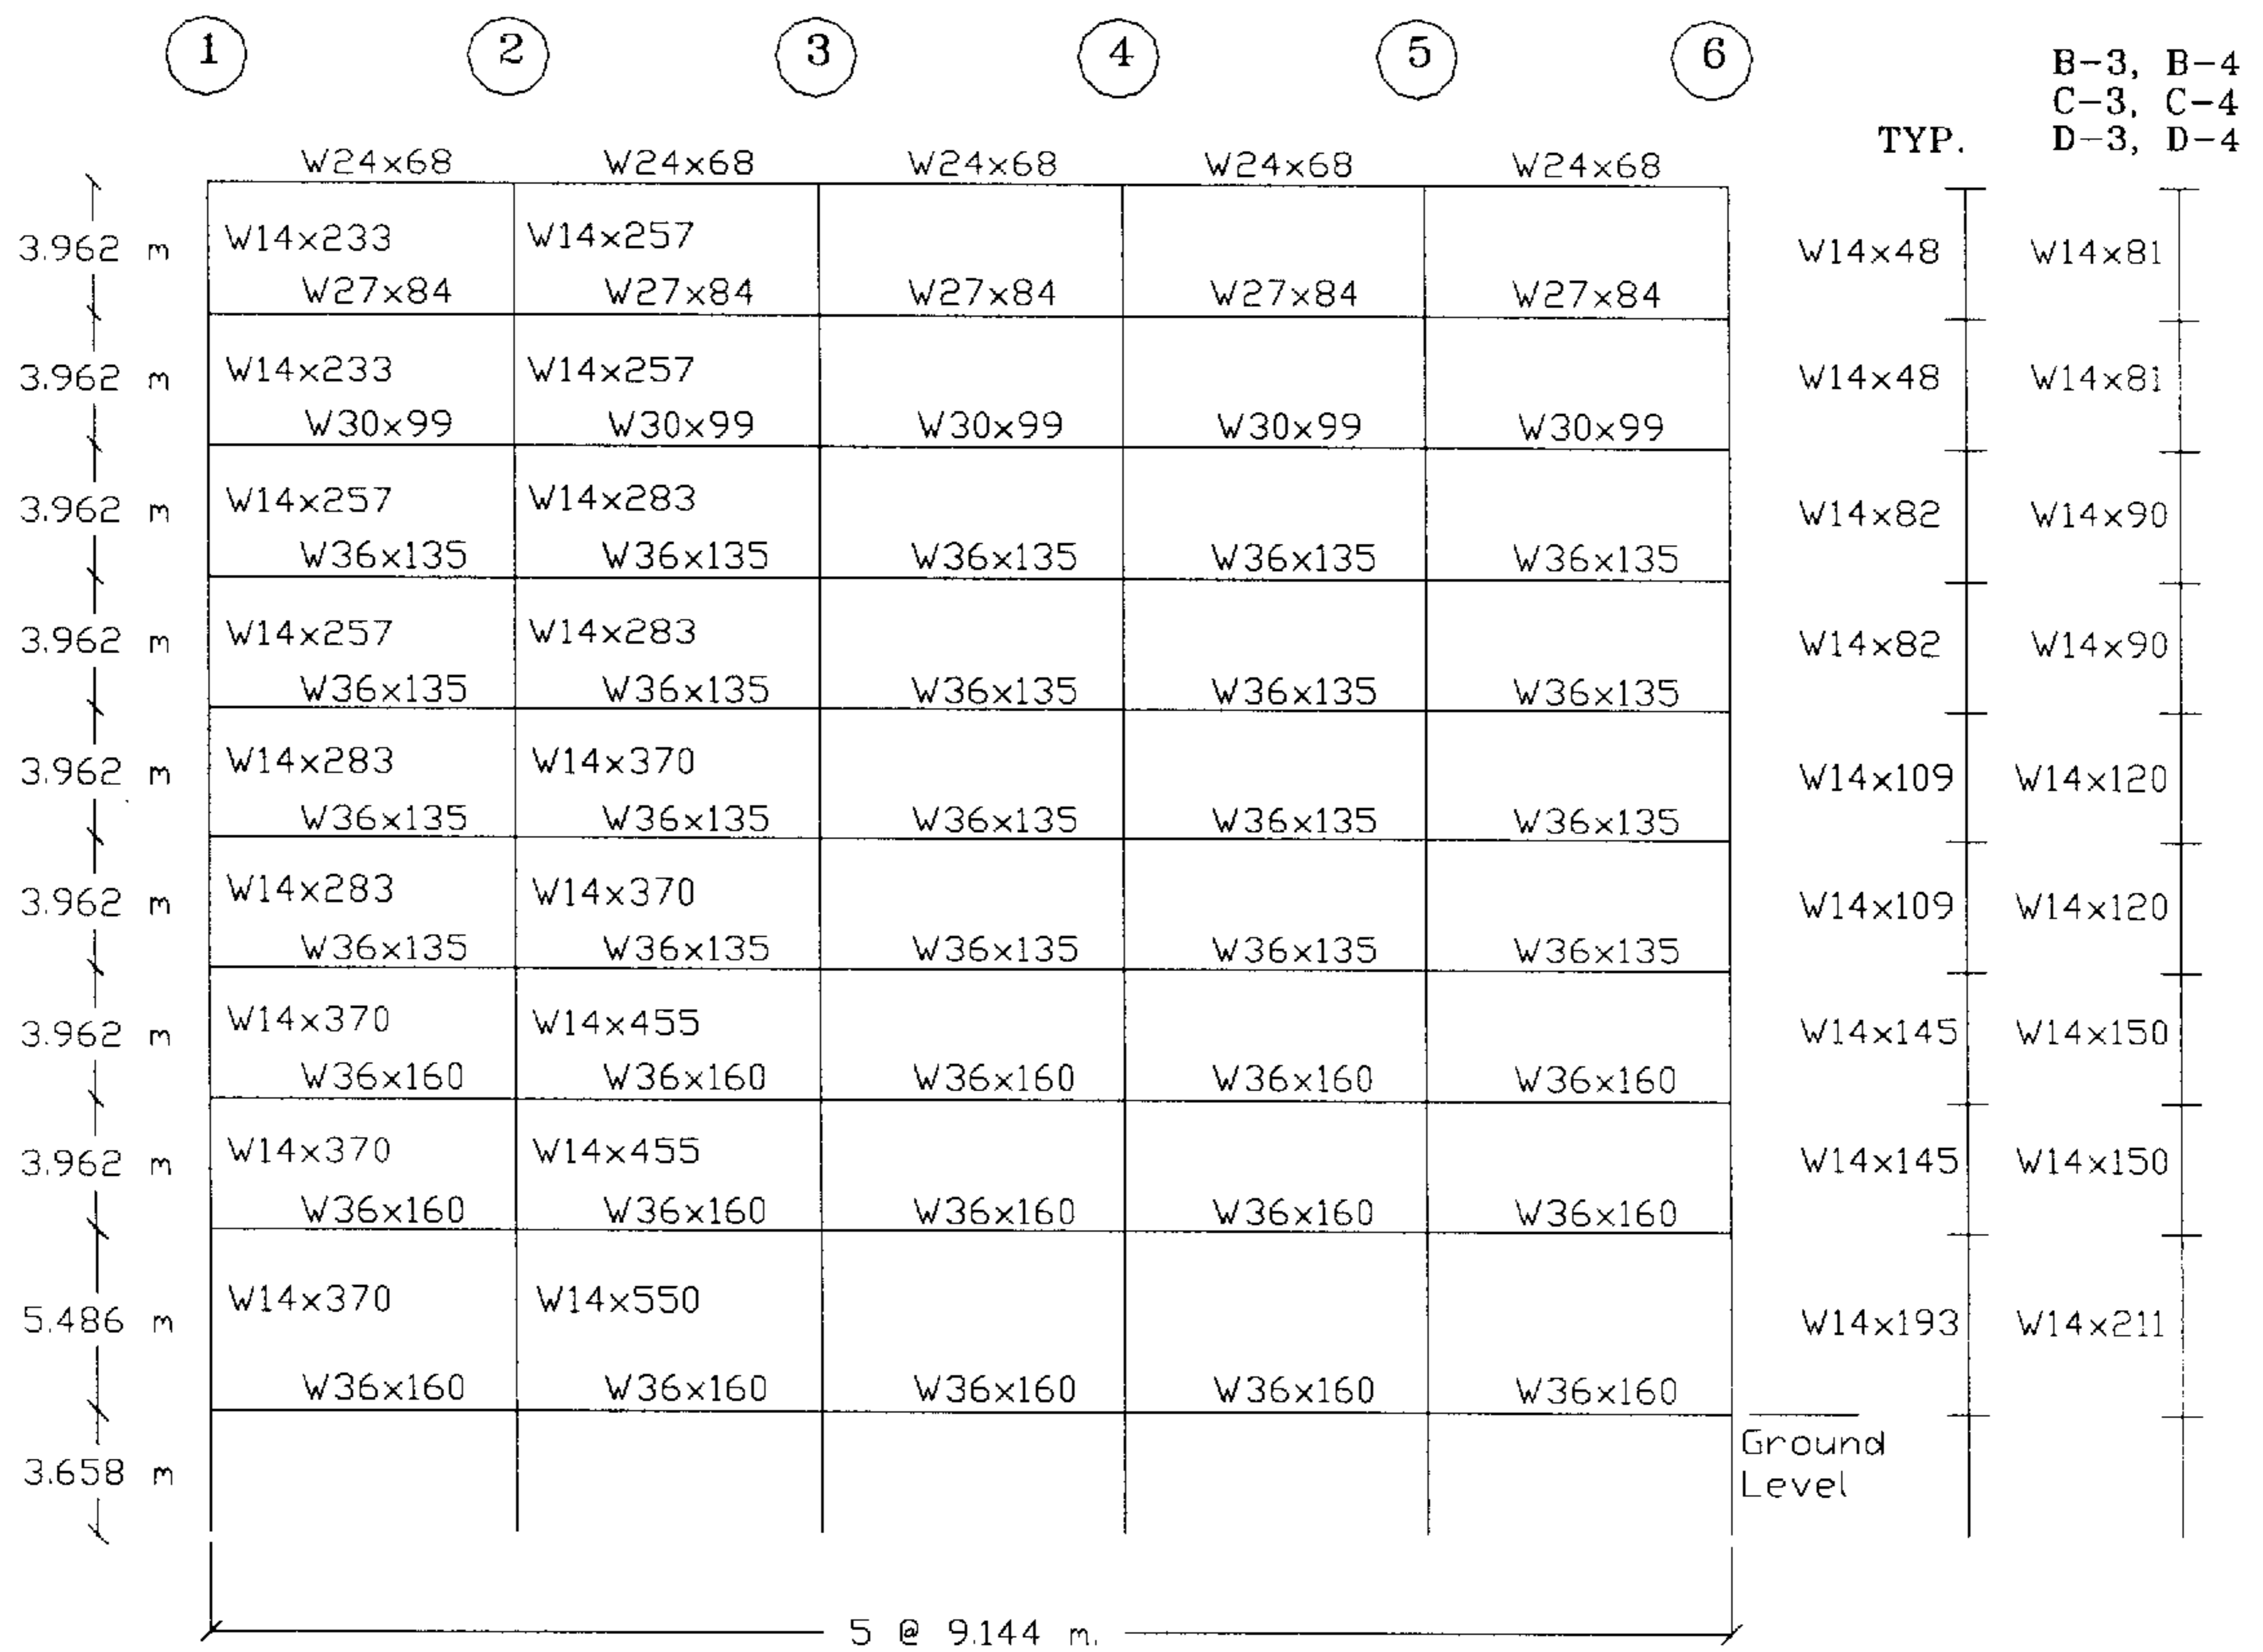 1 2 3 4 5 6
B-3, B-4
C-3, C-4
TYP. D-3, D-4
W24x68 W24x68 W24x68 W24x68 W24x68
3.962 m W14x233 W14x257 W14x48 W14x81
W27x84 W27x84 W27x84 W27x84 W27x84
3.962 m W14x233 W14x257 W14x48 W14x81
W30x99 W30x99 W30x99 W30x99 W30x99
3.962 m W14x257 W14x283 W14x82 W14x90
W36x135 W36x135 W36x135 W36x135 W36x135
3.962 m W14x257 W14x283 W14x82 W14x90
W36x135 W36x135 W36x135 W36x135 W36x135
3.962 m W14x283 W14x370 W14x109 W14x120
W36x135 W36x135 W36x135 W36x135 W36x135
3.962 m W14x283 W14x370 W14x109 W14x120
W36x135 W36x135 W36x135 W36x135 W36x135
3.962 m W14x370 W14x455 W14x145 W14x150
W36x160 W36x160 W36x160 W36x160 W36x160
3.962 m W14x370 W14x455 W14x145 W14x150
W36x160 W36x160 W36x160 W36x160 W36x160
5.486 m W14x370 W14x550 W14x193 W14x211
W36x160 W36x160 W36x160 W36x160 W36x160
3.658 m Ground
Level
5 @ 9.144 m.